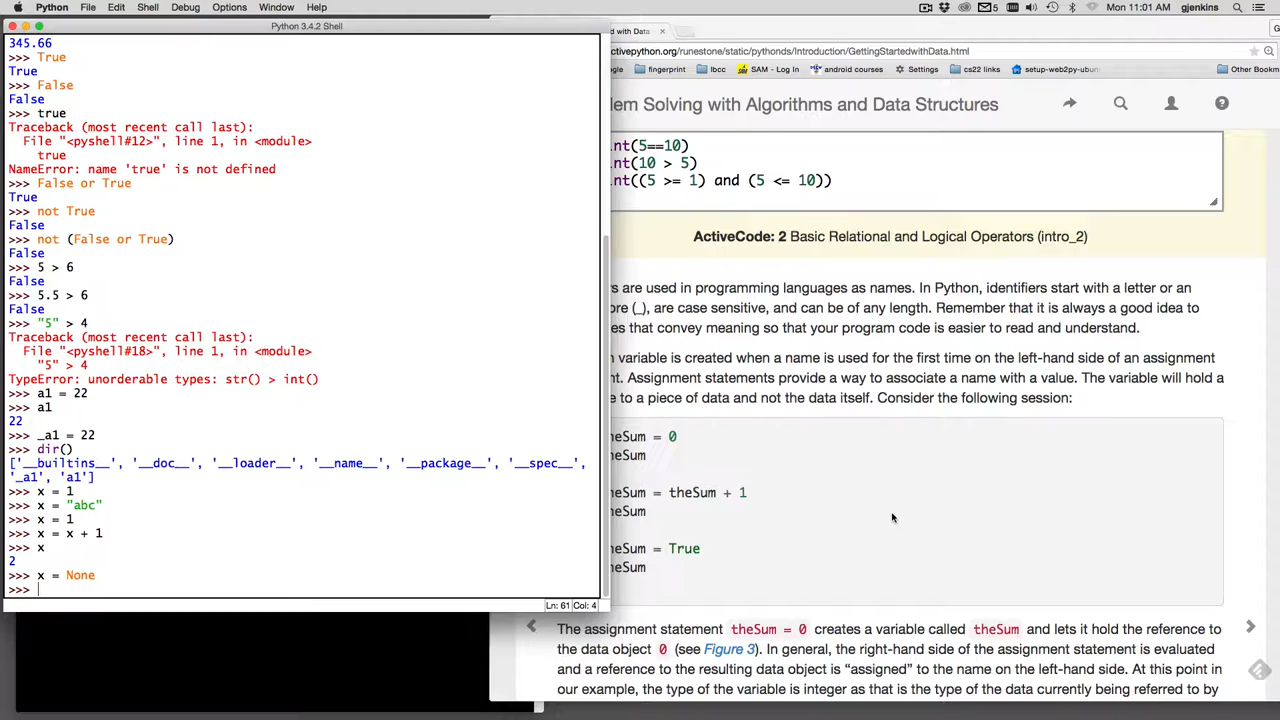 Python File Edit Shell Debug Options Window Help
5 Mon 11:01 AM gjenkins
Python 3.4.2 Shell
345.66
>>> True
True
>>> False
False
>>> true
Traceback (most recent call last):
File "<pyshell#12>", line 1, in <module>
true
NameError: name 'true' is not defined
>>> False or True
True
>>> not True
False
>>> not (False or True)
False
>>> 5 > 6
False
>>> 5.5 > 6
False
>>> "5" > 4
Traceback (most recent call last):
File "<pyshell#18>", line 1, in <module>
"5" > 4
TypeError: unorderable types: str() > int()
>>> a1 = 22
>>> a1
22
>>> _a1 = 22
>>> dir()
['__builtins__', '__doc__', '__loader__', '__name__', '__package__', '__spec__',
'_a1', 'a1']
>>> x = 1
>>> x = "abc"
>>> x = 1
>>> x = x + 1
>>> x
2
>>> x = None
>>>
Ln: 61 Col: 4
ed with Data
activepython.org/runestone/static/pythonds/Introduction/GettingStartedwithData.html
fingerprint lbcc SAM - Log In android courses Settings cs22 links setup-web2py-ubun Other Bookm
lem Solving with Algorithms and Data Structures
int(5==10)
int(10 > 5)
int((5 >= 1) and (5 <= 10))
ActiveCode: 2 Basic Relational and Logical Operators (intro_2)
rs are used in programming languages as names. In Python, identifiers start with a letter or an
ore (_), are case sensitive, and can be of any length. Remember that it is always a good idea to
es that convey meaning so that your program code is easier to read and understand.
n variable is created when a name is used for the first time on the left-hand side of an assignment
nt. Assignment statements provide a way to associate a name with a value. The variable will hold a
e to a piece of data and not the data itself. Consider the following session:
heSum = 0
heSum
heSum = theSum + 1
heSum
heSum = True
heSum
The assignment statement theSum = 0 creates a variable called theSum and lets it hold the reference to
the data object 0 (see Figure 3). In general, the right-hand side of the assignment statement is evaluated
and a reference to the resulting data object is “assigned” to the name on the left-hand side. At this point in
our example, the type of the variable is integer as that is the type of the data currently being referred to by